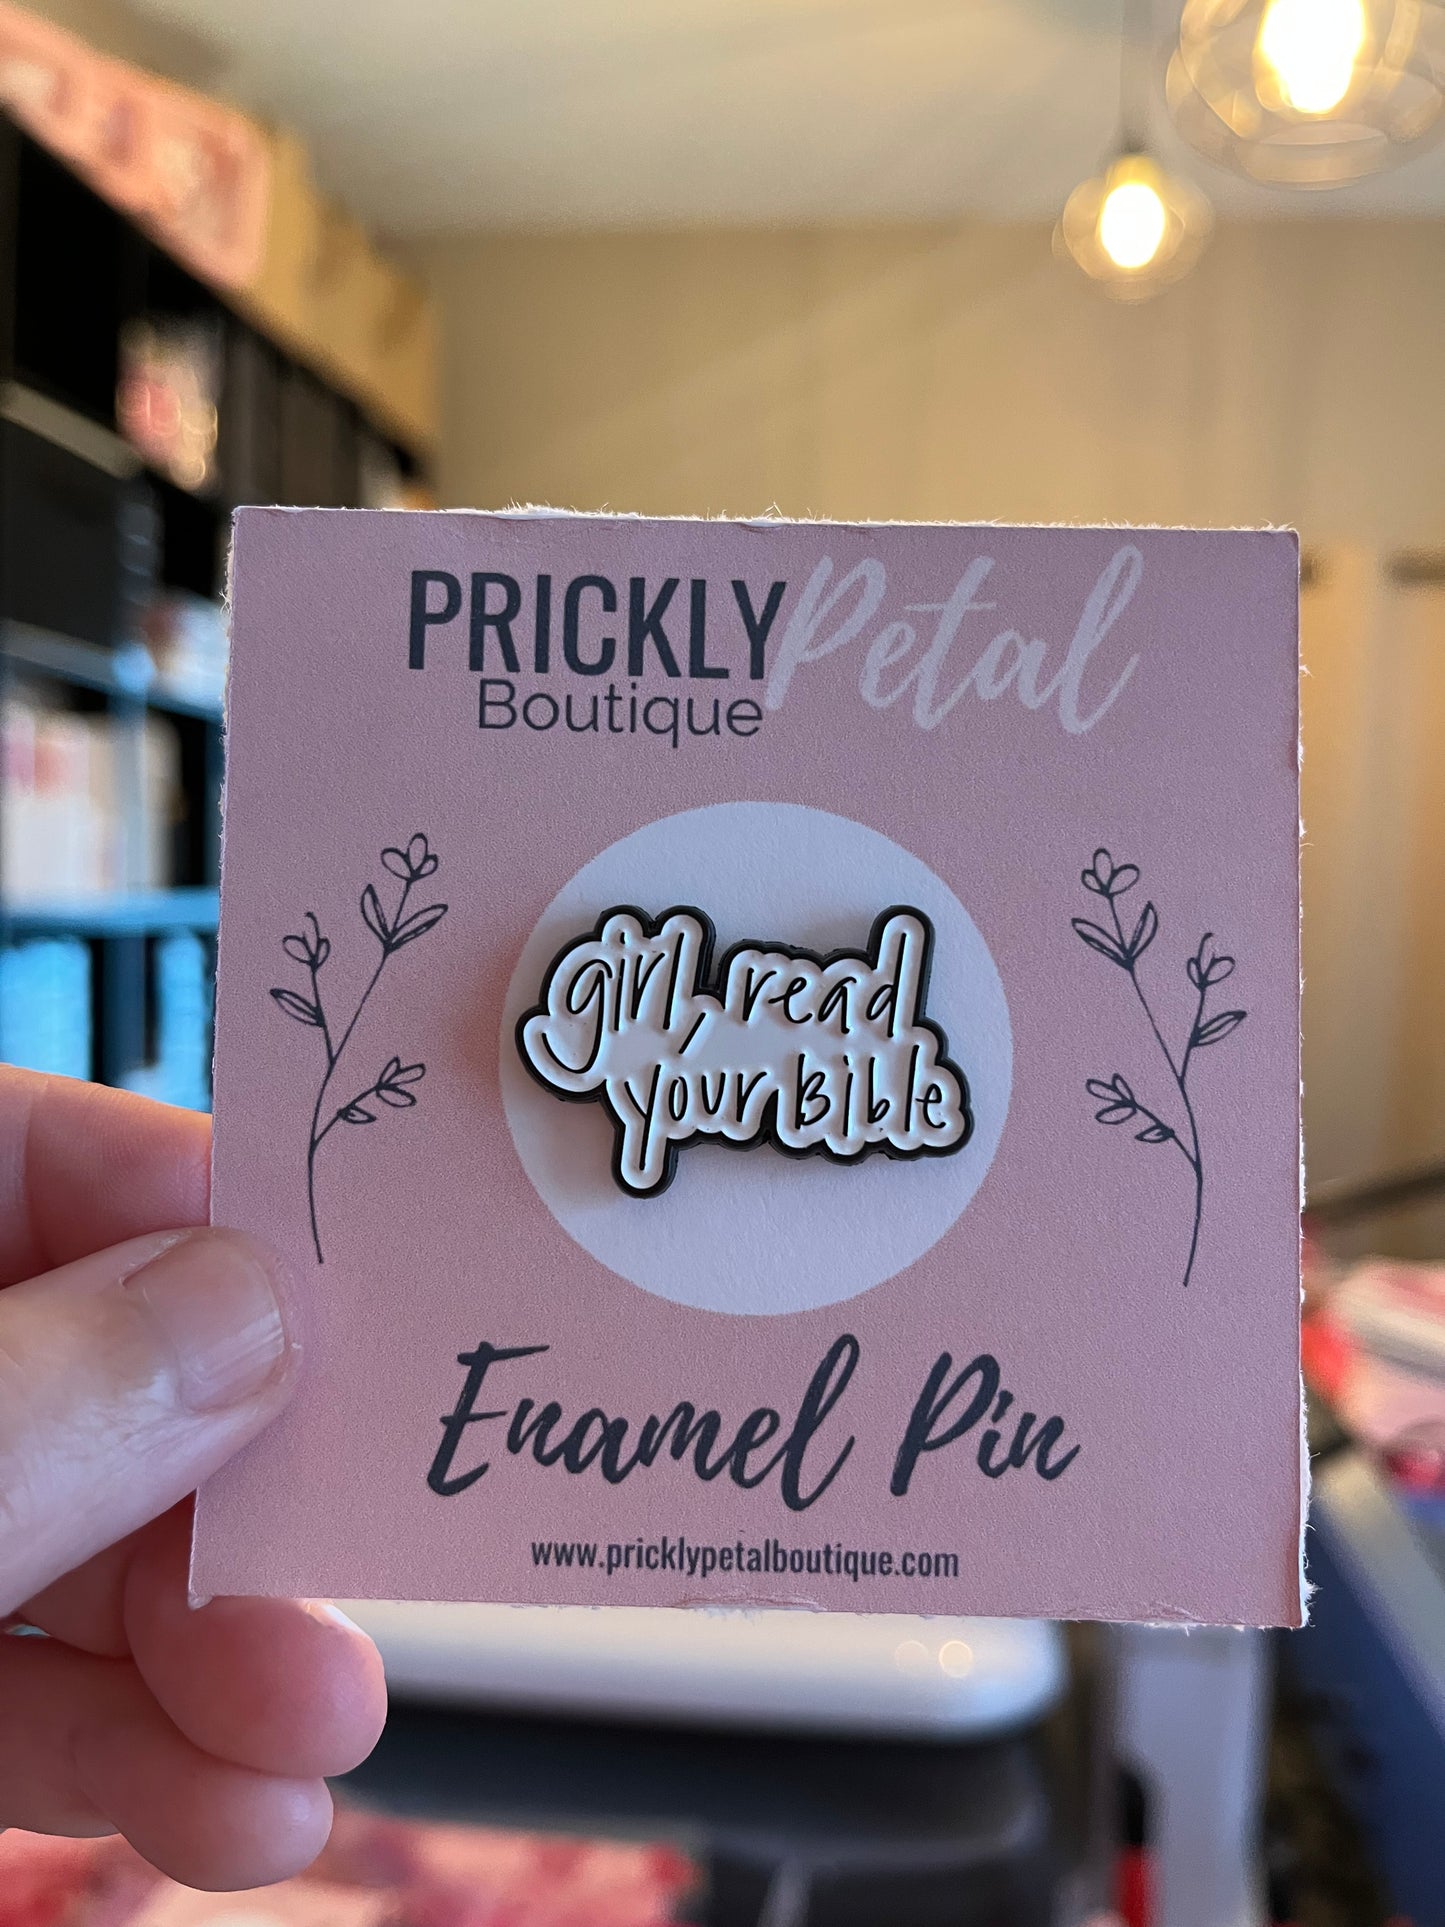 PRICKLY Petal
Boutique
girl, read
your Bible
Enamel Pin
www.pricklypetalboutique.com